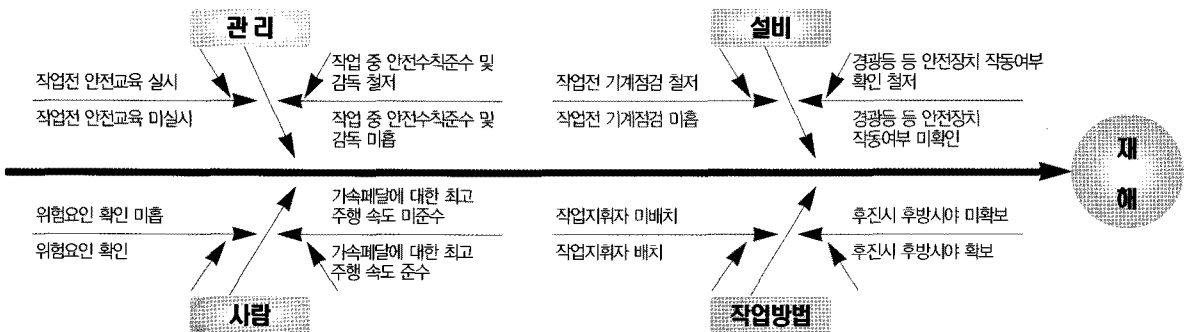 관 리
설비
작업전 안전교육 실시
작업전 안전교육 미실시
작업 중 안전수칙준수 및
감독 철저
작업 중 안전수칙준수 및
감독 미흡
작업전 기계점검 철저
작업전 기계점검 미흡
경광등 등 안전장치 작동여부
확인 철저
경광등 등 안전장치
작동여부 미확인
재
해
위험요인 확인 미흡
위험요인 확인
가속페달에 대한 최고
주행 속도 미준수
가속페달에 대한 최고
주행 속도 준수
작업지휘자 미배치
작업지휘자 배치
후진시 후방시야 미확보
후진시 후방시야 확보
사람
작업방법